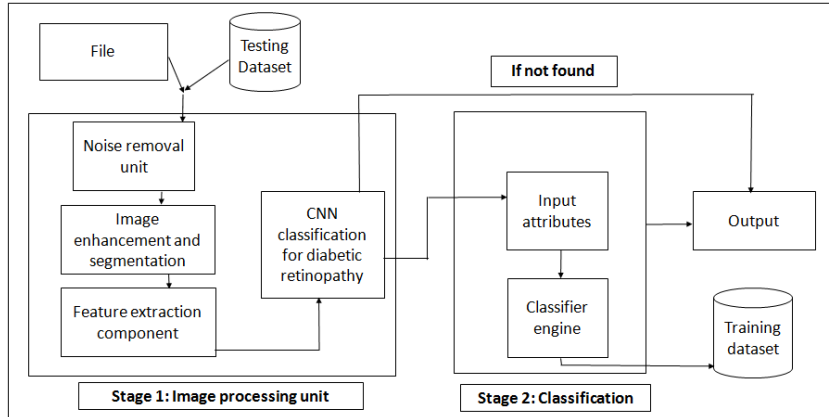 File
Testing
Dataset
If not found
Noise removal
unit
Image
enhancement and
segmentation
Feature extraction
component
CNN
classification
for diabetic
retinopathy
Input
attributes
Classifier
engine
Output
Training
dataset
Stage 1: Image processing unit
Stage 2: Classification